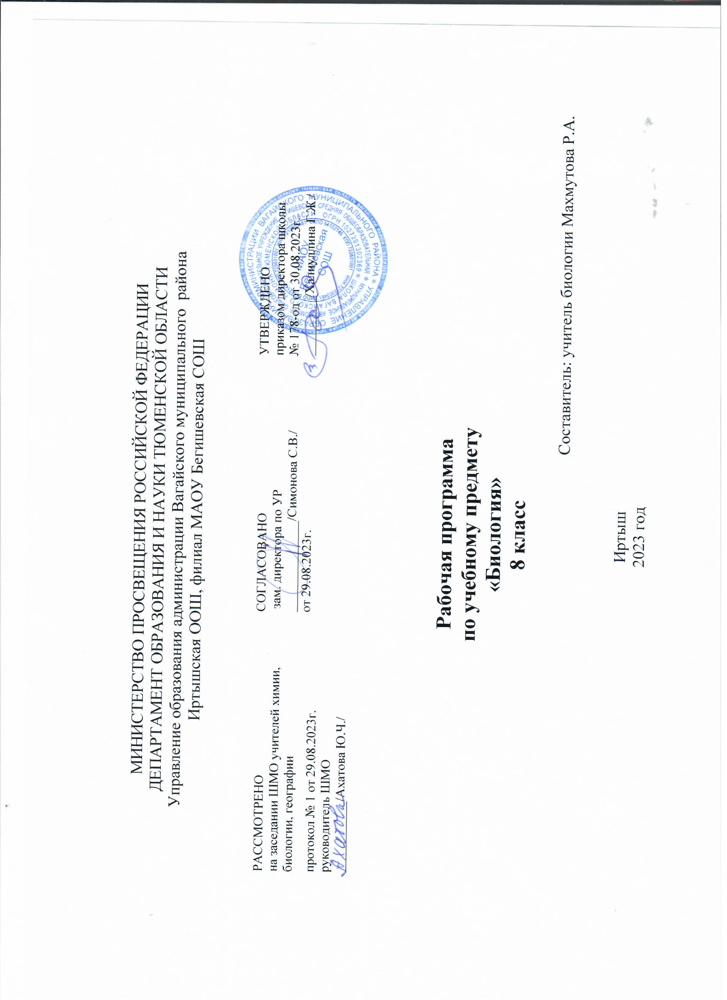 МИНИСТЕРСТВО ПРОСВЕЩЕНИЯ РОССИЙСКОЙ ФЕДЕРАЦИИ
ДЕПАРТАМЕНТ ОБРАЗОВАНИЯ И НАУКИ ТЮМЕНСКОЙ ОБЛАСТИ
Управление образования администрации Вагайского муниципального района
Иртышская ООШ, филиал МАОУ Бегишевская СОШ
РАССМОТРЕНО
на заседании ШМО учителей химии,
биологии, географии
протокол № 1 от 29.08.2023г.
руководитель ШМО
Ахатова /Ахатова Ю.Ч./
СОГЛАСОВАНО
зам. директора по УР
/Симонова С.В./
от 29.08.2023г.
УТВЕРЖДЕНО
приказом директора школы
№ 178-од от 30.08.2023г.
/Халиуллина Г.Ж./
МАОУ
СОШ
ОГРН 1027201302369
Рабочая программа
по учебному предмету
«Биология»
8 класс
Составитель: учитель биологии Махмутова Р.А.
Иртыш
2023 год